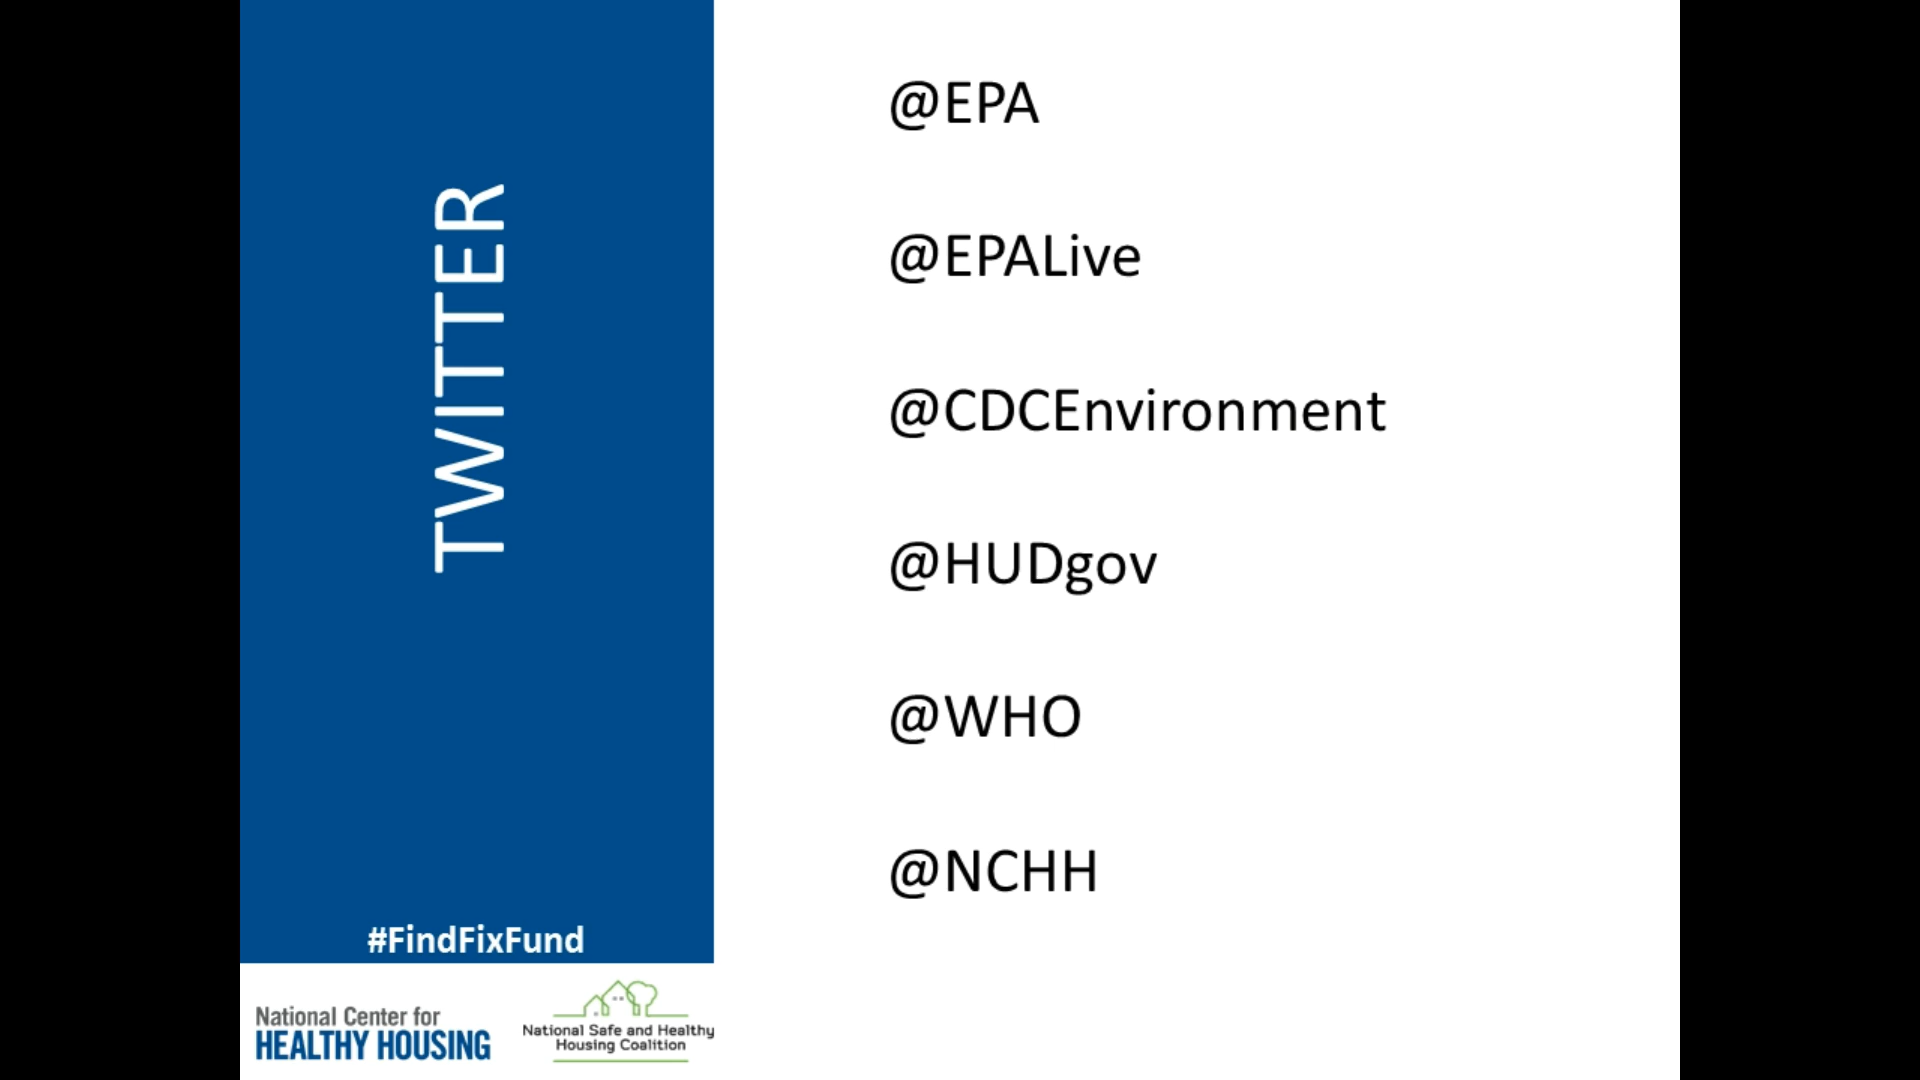 TWITTER
@EPA
@EPALive
@CDCEnvironment
@HUDgov
@WHO
@NCHH
#FindFixFund
National Center for
HEALTHY HOUSING
National Safe and Healthy
Housing Coalition